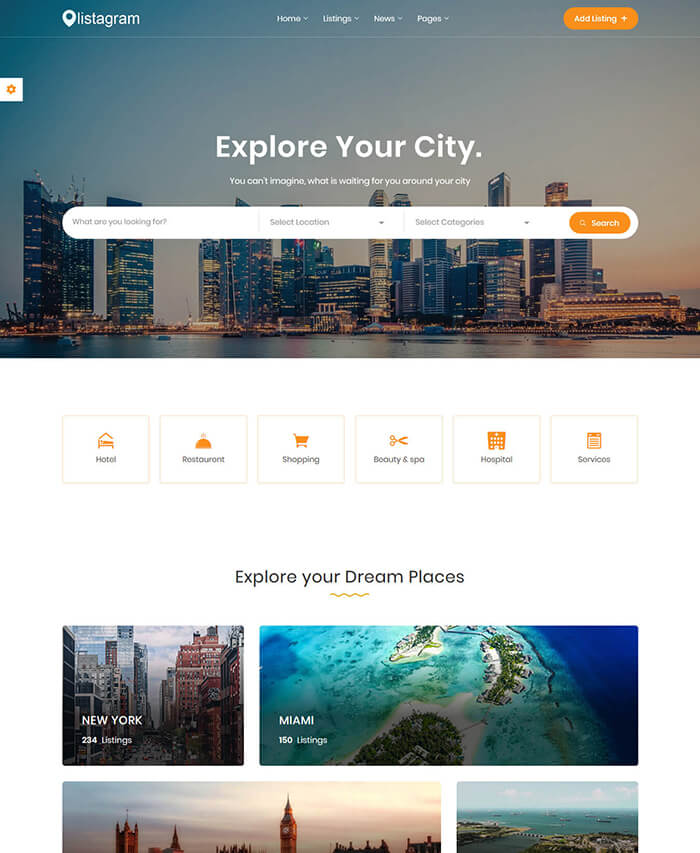 listagram
Home Listings News Pages
Add Listing +
Explore Your City.
You can't imagine, what is waiting for you around your city
What are you looking for? Select Location Select Categories Search
Hotel Restaurent Shopping Beauty & spa Hospital Services
Explore your Dream Places
NEW YORK
234 Listings
MIAMI
150 Listings